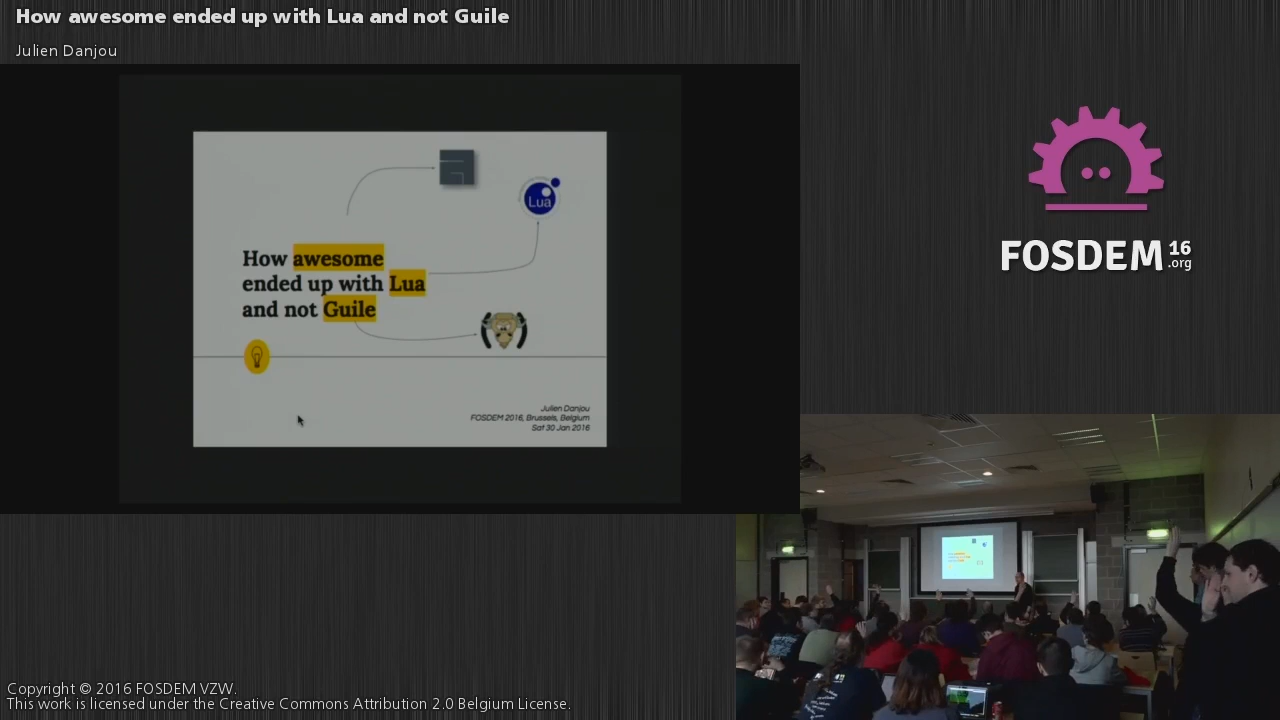 How awesome ended up with Lua and not Guile
Julien Danjou
Lua
How awesome
ended up with Lua
and not Guile
Julien Danjou
FOSDEM 2016, Brussels, Belgium
Sat 30 Jan 2016
FOSDEM 16
.org
Copyright © 2016 FOSDEM VZW.
This work is licenced under the Creative Commons Attribution 2.0 Belgium License.